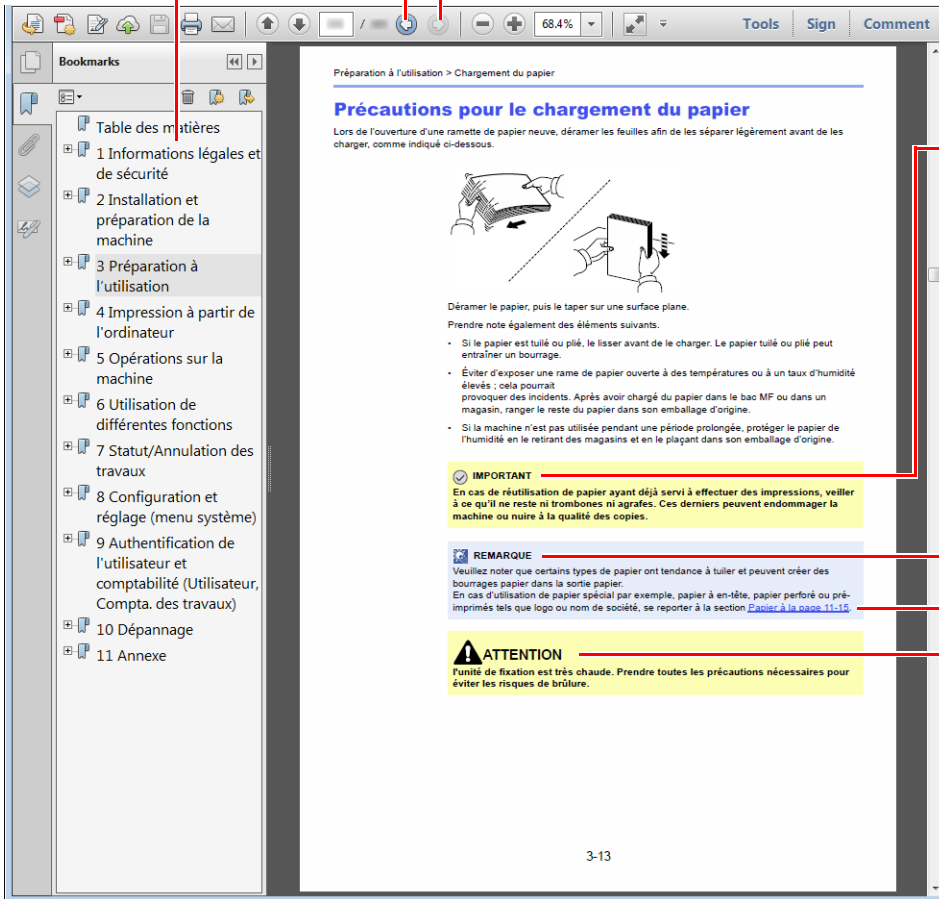 / 68.4% Tools Sign Comment
Bookmarks
Table des matières
1 Informations légales et
de sécurité
2 Installation et
préparation de la
machine
3 Préparation à
l'utilisation
4 Impression à partir de
l'ordinateur
5 Opérations sur la
machine
6 Utilisation de
différentes fonctions
7 Statut/Annulation des
travaux
8 Configuration et
réglage (menu système)
9 Authentification de
l'utilisateur et
comptabilité (Utilisateur,
Compta. des travaux)
10 Dépannage
11 Annexe
Préparation à l'utilisation > Chargement du papier
Précautions pour le chargement du papier
Lors de l'ouverture d'une ramette de papier neuve, déramer les feuilles afin de les séparer légèrement avant de les
charger, comme indiqué ci-dessous.
Déramer le papier, puis le taper sur une surface plane.
Prendre note également des éléments suivants.
• Si le papier est tuilé ou plié, le lisser avant de le charger. Le papier tuilé ou plié peut
entraîner un bourrage.
• Éviter d'exposer une rame de papier ouverte à des températures ou à un taux d'humidité
élevés ; cela pourrait
provoquer des incidents. Après avoir chargé du papier dans le bac MF ou dans un
magasin, ranger le reste du papier dans son emballage d'origine.
• Si la machine n'est pas utilisée pendant une période prolongée, protéger le papier de
l'humidité en le retirant des magasins et en le plaçant dans son emballage d'origine.
IMPORTANT
En cas de réutilisation de papier ayant déjà servi à effectuer des impressions, veiller
à ce qu'il ne reste ni trombones ni agrafes. Ces derniers peuvent endommager la
machine ou nuire à la qualité des copies.
REMARQUE
Veuillez noter que certains types de papier ont tendance à tuiler et peuvent créer des
bourrages papier dans la sortie papier.
En cas d'utilisation de papier spécial par exemple, papier à en-tête, papier perforé ou pré-
imprimés tels que logo ou nom de société, se reporter à la section Papier à la page 11-15.
ATTENTION
l'unité de fixation est très chaude. Prendre toutes les précautions nécessaires pour
éviter les risques de brûlure.
3-13